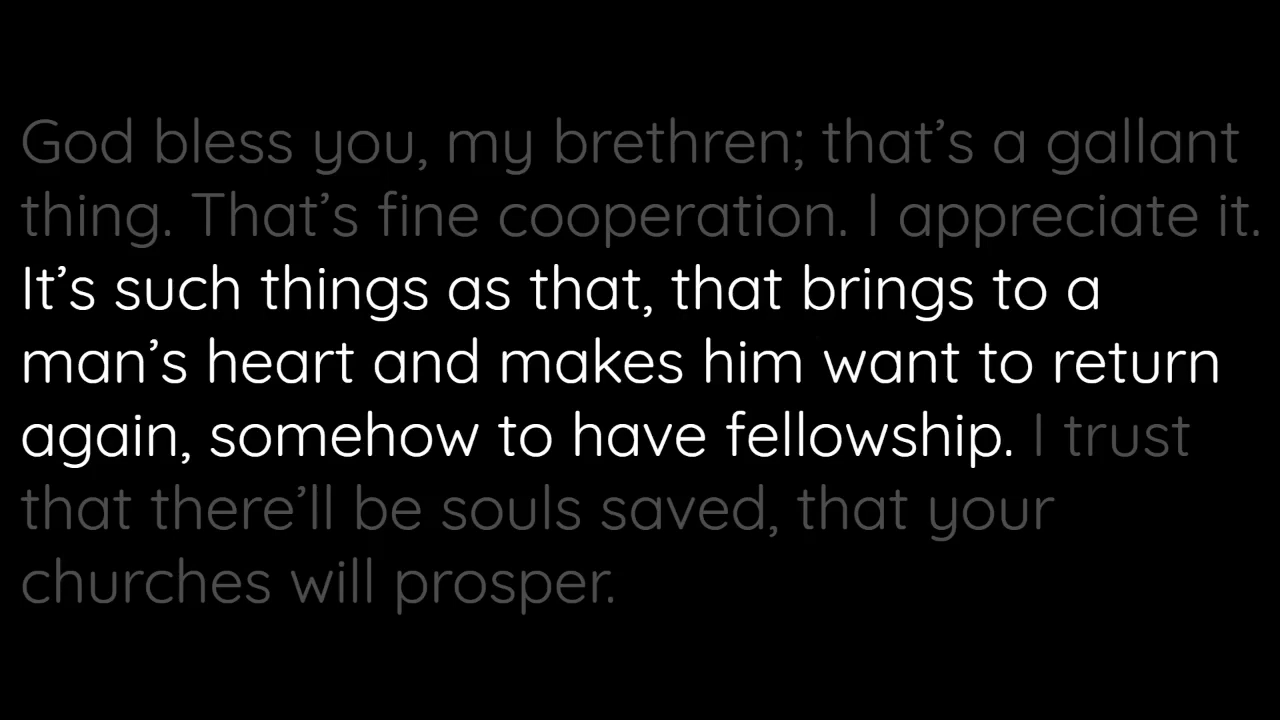 God bless you, my brethren; that’s a gallant
thing. That’s fine cooperation. I appreciate it.
It’s such things as that, that brings to a
man’s heart and makes him want to return
again, somehow to have fellowship. I trust
that there’ll be souls saved, that your
churches will prosper.